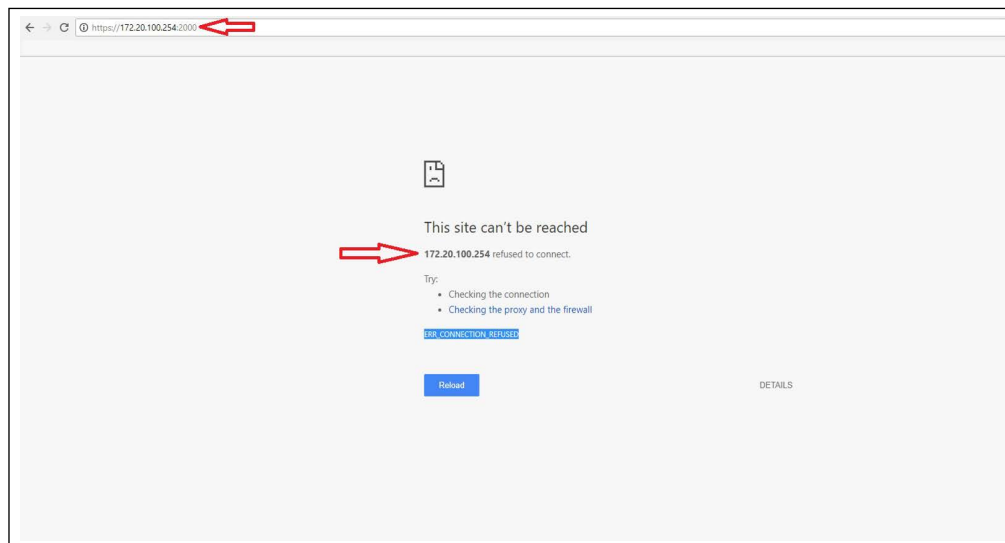 https://172.20.100.254:2000
This site can't be reached
172.20.100.254 refused to connect.
Try:
• Checking the connection
• Checking the proxy and the firewall
ERR_CONNECTION_REFUSED
Reload DETAILS